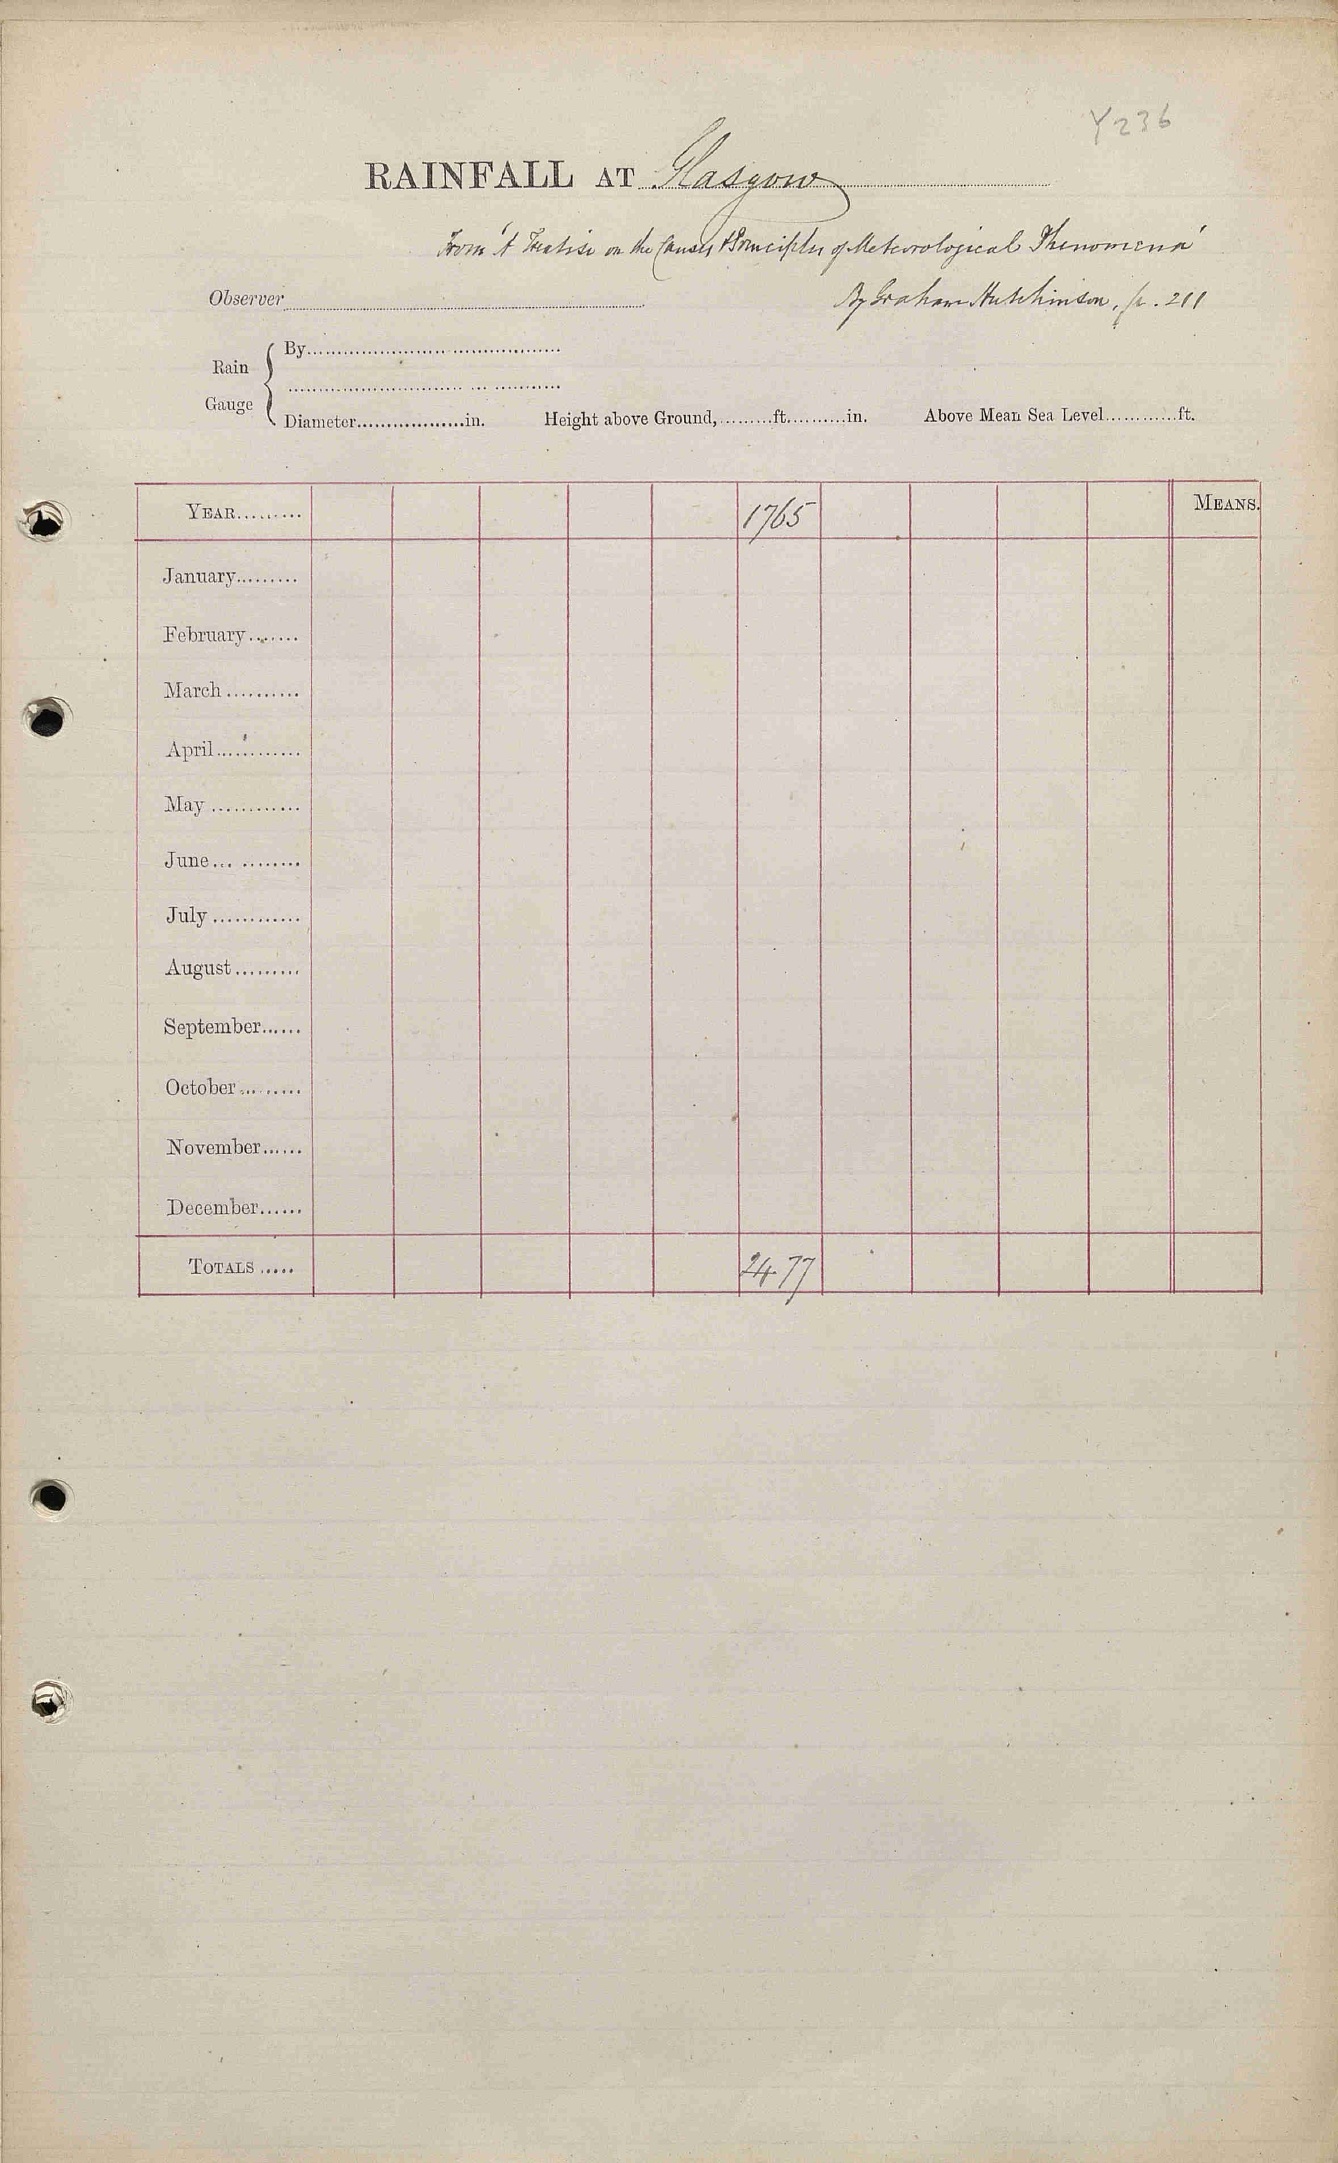 Y236
RAINFALL AT Glasgow
From 'A Treatise on the Causes & Principles of Meteorological Phenomena'
Observer By Graham Hutchinson, p. 211
Rain Gauge { By
Diameter in. Height above Ground, ft. in. Above Mean Sea Level ft.
YEAR 1765 MEANS.
January
February
March
April
May
June
July
August
September
October
November
December
TOTALS 24.77